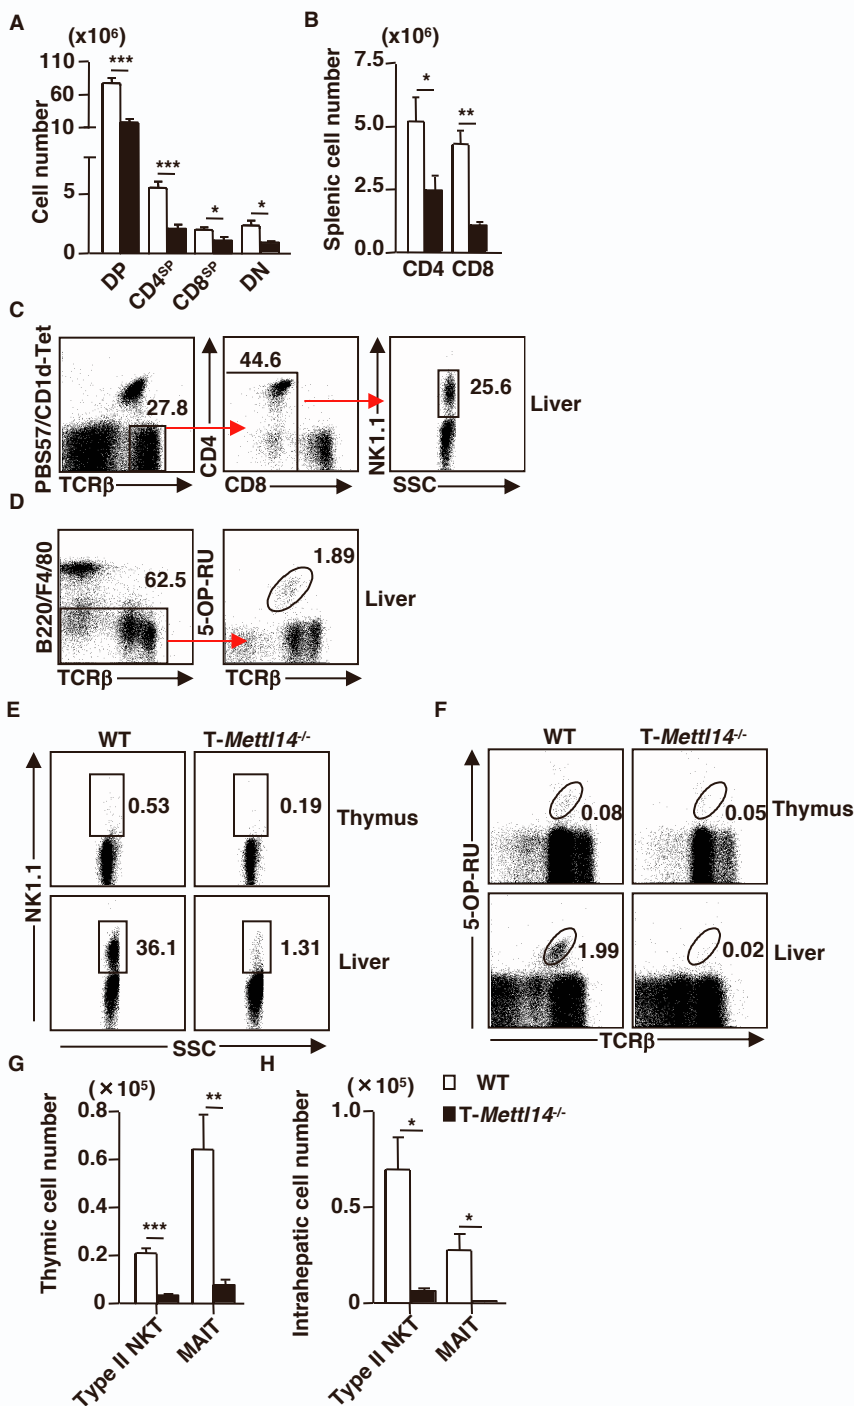 A
(x10⁶)
Cell number
110
60
10
5
0
***
***
*
*
DP
CD4ˢᴾ
CD8ˢᴾ
DN
B
(x10⁶)
Splenic cell number
7.5
5.0
2.5
0.0
*
**
CD4 CD8
C
PBS57/CD1d-Tet
27.8
TCRβ
CD4
44.6
CD8
NK1.1
25.6
SSC
Liver
D
B220/F4/80
62.5
TCRβ
5-OP-RU
1.89
TCRβ
Liver
E
WT T-Mettl14⁻/⁻
NK1.1
0.53
0.19
Thymus
36.1
1.31
Liver
SSC
F
WT T-Mettl14⁻/⁻
5-OP-RU
0.08
0.05
Thymus
1.99
0.02
Liver
TCRβ
G
(×10⁵)
Thymic cell number
0.8
0.6
0.4
0.2
0
***
**
Type II NKT
MAIT
H
(×10⁵)
Intrahepatic cell number
1.0
0.5
0
*
*
Type II NKT
MAIT
WT
T-Mettl14⁻/⁻